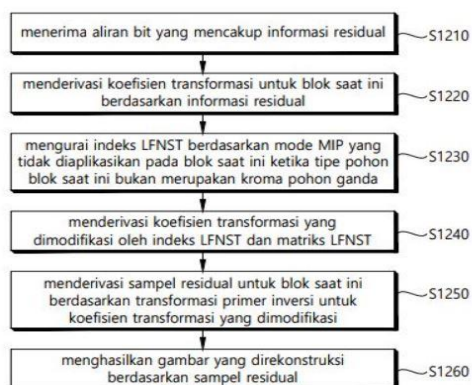 menerima aliran bit yang mencakup informasi residual
S1210
menderivasi koefisien transformasi untuk blok saat ini
berdasarkan informasi residual
S1220
mengurai indeks LFNST berdasarkan mode MIP yang
tidak diaplikasikan pada blok saat ini ketika tipe pohon
blok saat ini bukan merupakan kroma pohon ganda
S1230
menderivasi koefisien transformasi yang
dimodifikasi oleh indeks LFNST dan matriks LFNST
S1240
menderivasi sampel residual untuk blok saat ini
berdasarkan transformasi primer inversi untuk
koefisien transformasi yang dimodifikasi
S1250
menghasilkan gambar yang direkonstruksi
berdasarkan sampel residual
S1260